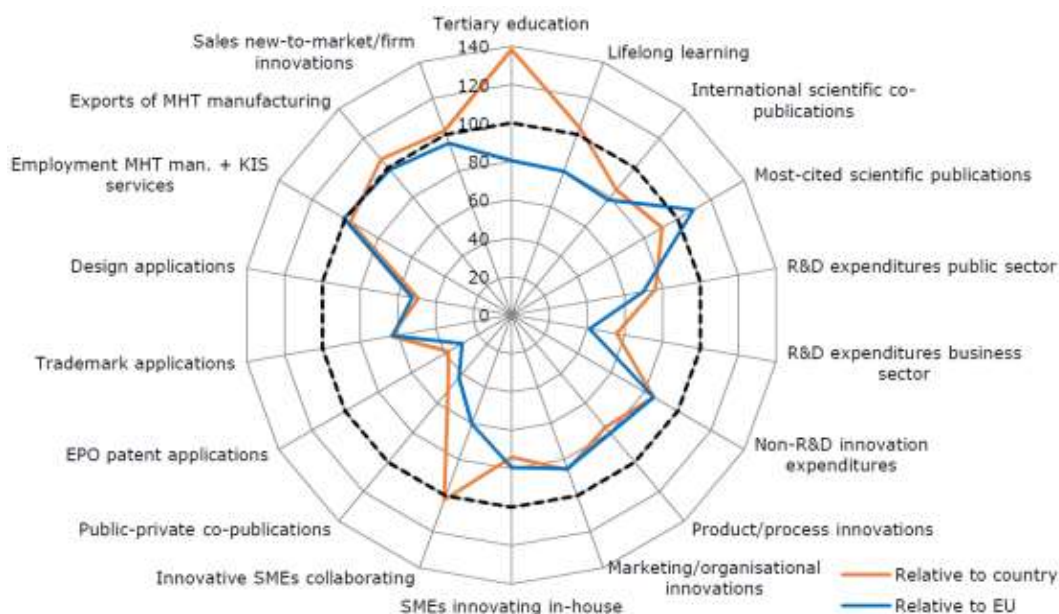 Tertiary education
Sales new-to-market/firm
innovations
Lifelong learning
Exports of MHT manufacturing
International scientific co-
publications
Employment MHT man. + KIS
services
Most-cited scientific publications
Design applications
R&D expenditures public sector
Trademark applications
R&D expenditures business
sector
EPO patent applications
Non-R&D innovation
expenditures
Public-private co-publications
Product/process innovations
Innovative SMEs collaborating
Marketing/organisational
innovations
SMEs innovating in-house
140
120
100
80
60
40
20
0
Relative to country
Relative to EU